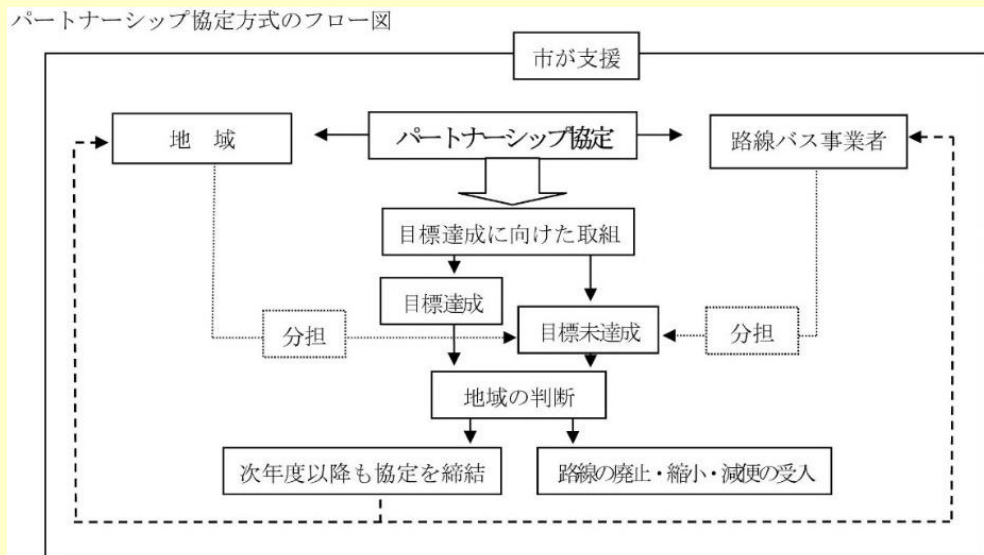 パートナーシップ協定方式のフロー図
市が支援
地　域
パートナーシップ協定
路線バス事業者
目標達成に向けた取組
目標達成
分担
目標未達成
分担
地域の判断
次年度以降も協定を締結
路線の廃止・縮小・減便の受入